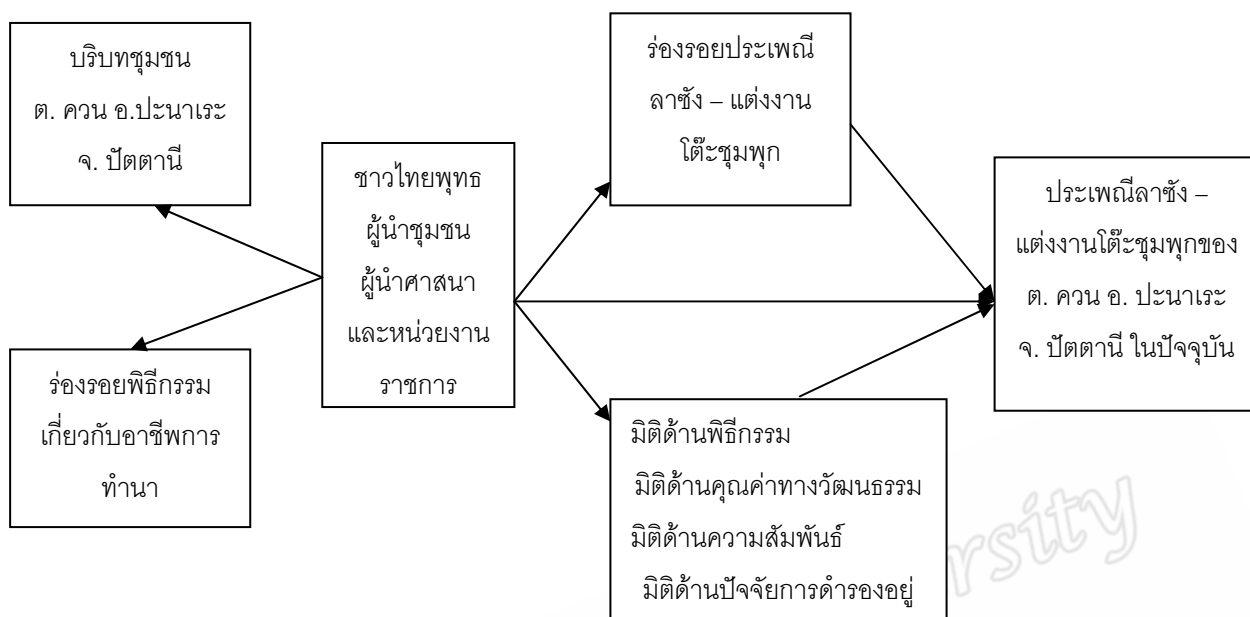 บริบทชุมชน
ต. ควน อ.ปะนาเระ
จ. ปัตตานี
ร่องรอยพิธีกรรม
เกี่ยวกับอาชีพการ
ทำนา
ชาวไทยพุทธ
ผู้นำชุมชน
ผู้นำศาสนา
และหน่วยงาน
ราชการ
ร่องรอยประเพณี
ลาซัง – แต่งงาน
โต๊ะชุมพุก
มิติด้านพิธีกรรม
มิติด้านคุณค่าทางวัฒนธรรม
มิติด้านความสัมพันธ์
มิติด้านปัจจัยการดำรองอยู่
ประเพณีลาซัง –
แต่งงานโต๊ะชุมพุกของ
ต. ควน อ. ปะนาเระ
จ. ปัตตานี ในปัจจุบัน
rsity